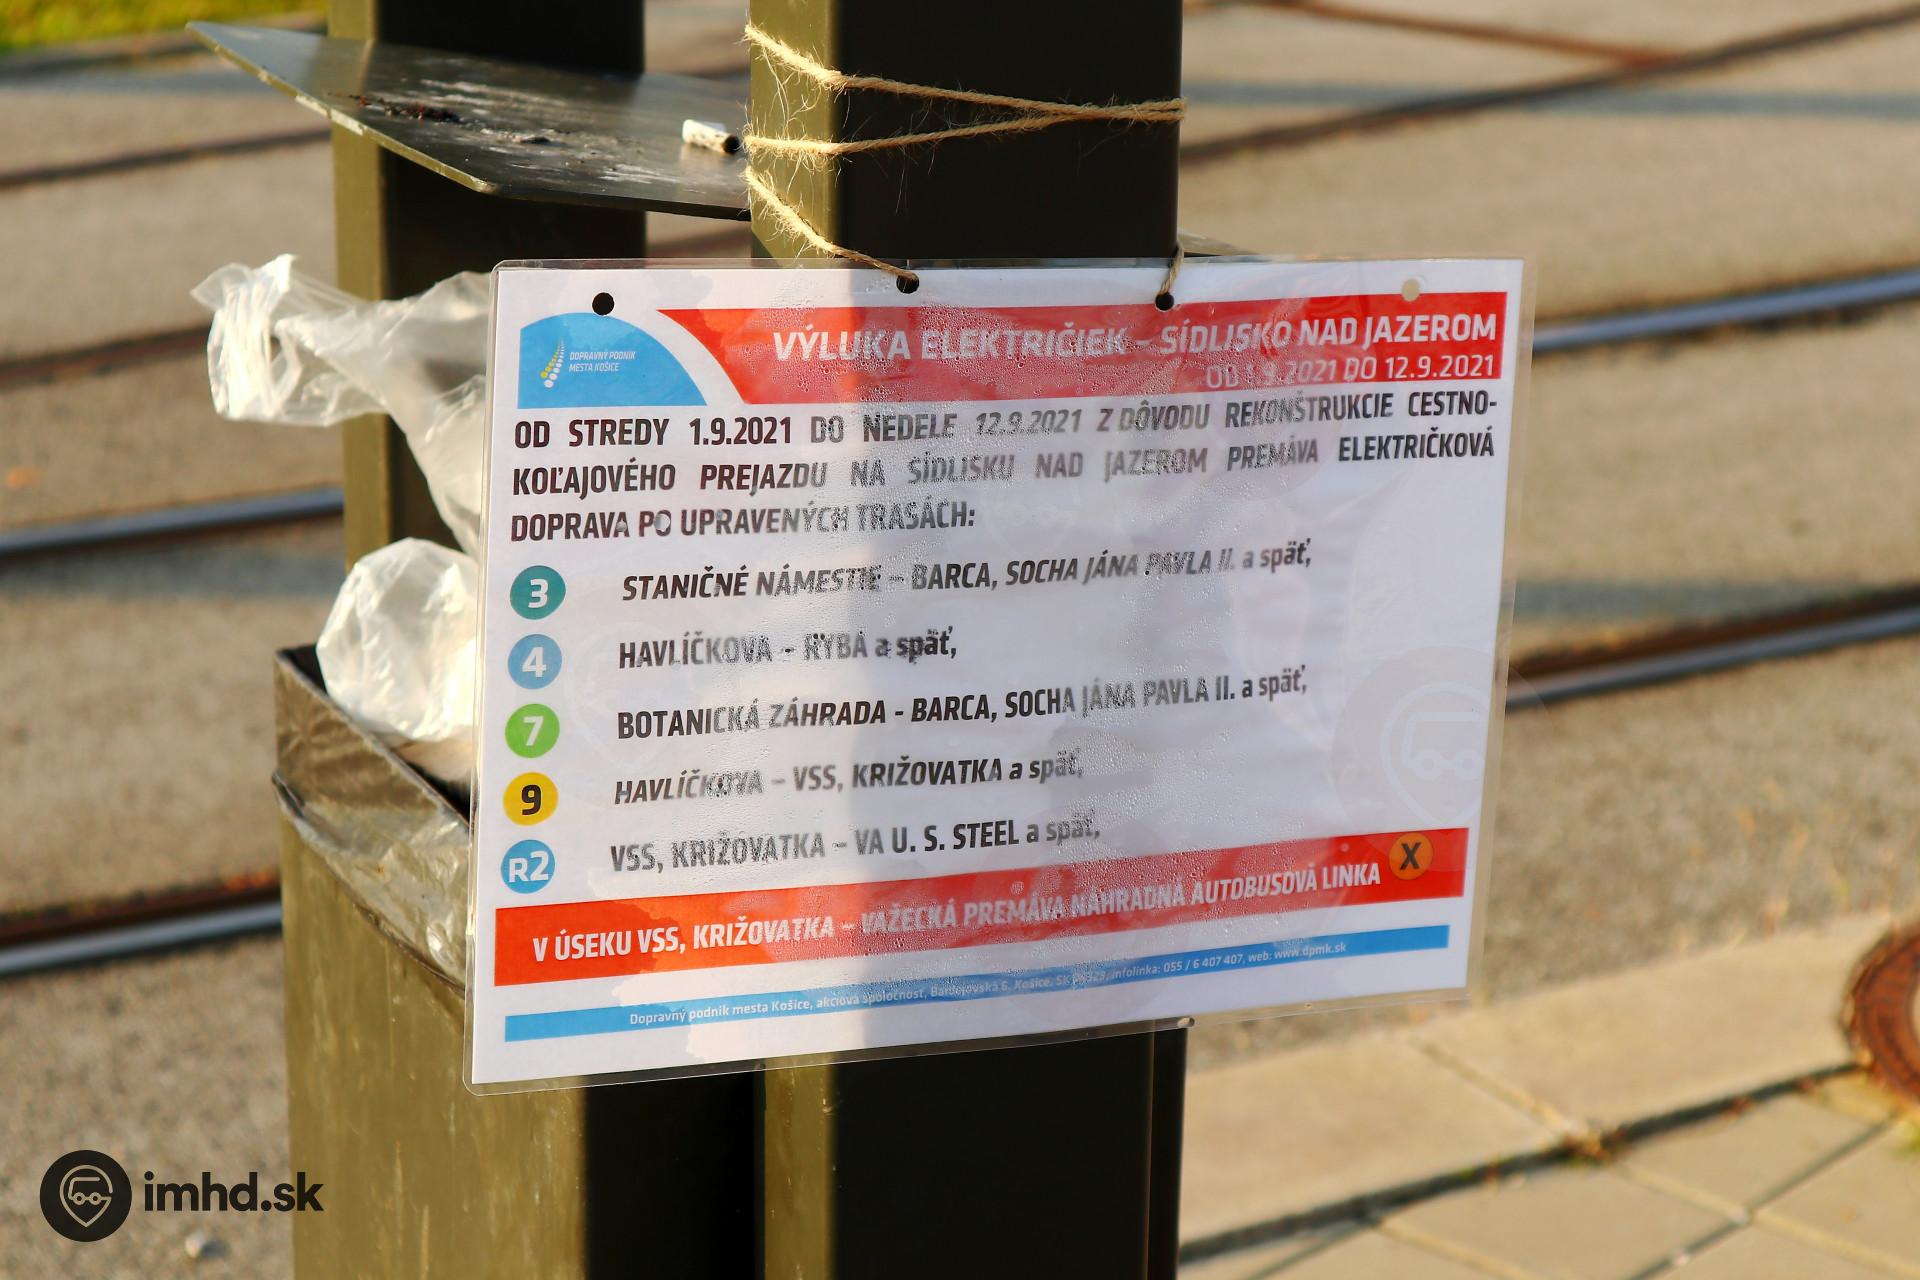 DOPRAVNÝ PODNIK
MESTA KOŠICE
VÝLUKA ELEKTRIČIEK – SÍDLISKO NAD JAZEROM
OD 1.9.2021 DO 12.9.2021
OD STREDY 1.9.2021 DO NEDELE 12.9.2021 Z DÔVODU REKONŠTRUKCIE CESTNO-
KOĽAJOVÉHO PREJAZDU NA SÍDLISKU NAD JAZEROM PREMÁVA ELEKTRIČKOVÁ
DOPRAVA PO UPRAVENÝCH TRASÁCH:
3 STANIČNÉ NÁMESTIE – BARCA, SOCHA JÁNA PAVLA II. a späť,
4 HAVLÍČKOVA – RYBA a späť,
7 BOTANICKÁ ZÁHRADA - BARCA, SOCHA JÁNA PAVLA II. a späť,
9 HAVLÍČKOVA – VSS, KRIŽOVATKA a späť,
R2 VSS, KRIŽOVATKA – VA U. S. STEEL a späť,
V ÚSEKU VSS, KRIŽOVATKA – VAŽECKÁ PREMÁVA NÁHRADNÁ AUTOBUSOVÁ LINKA X
Dopravný podnik mesta Košice, akciová spoločnosť, Bardejovská 6, Košice, SK 04329, infolinka: 055 / 6 407 407, web: www.dpmk.sk
imhd.sk